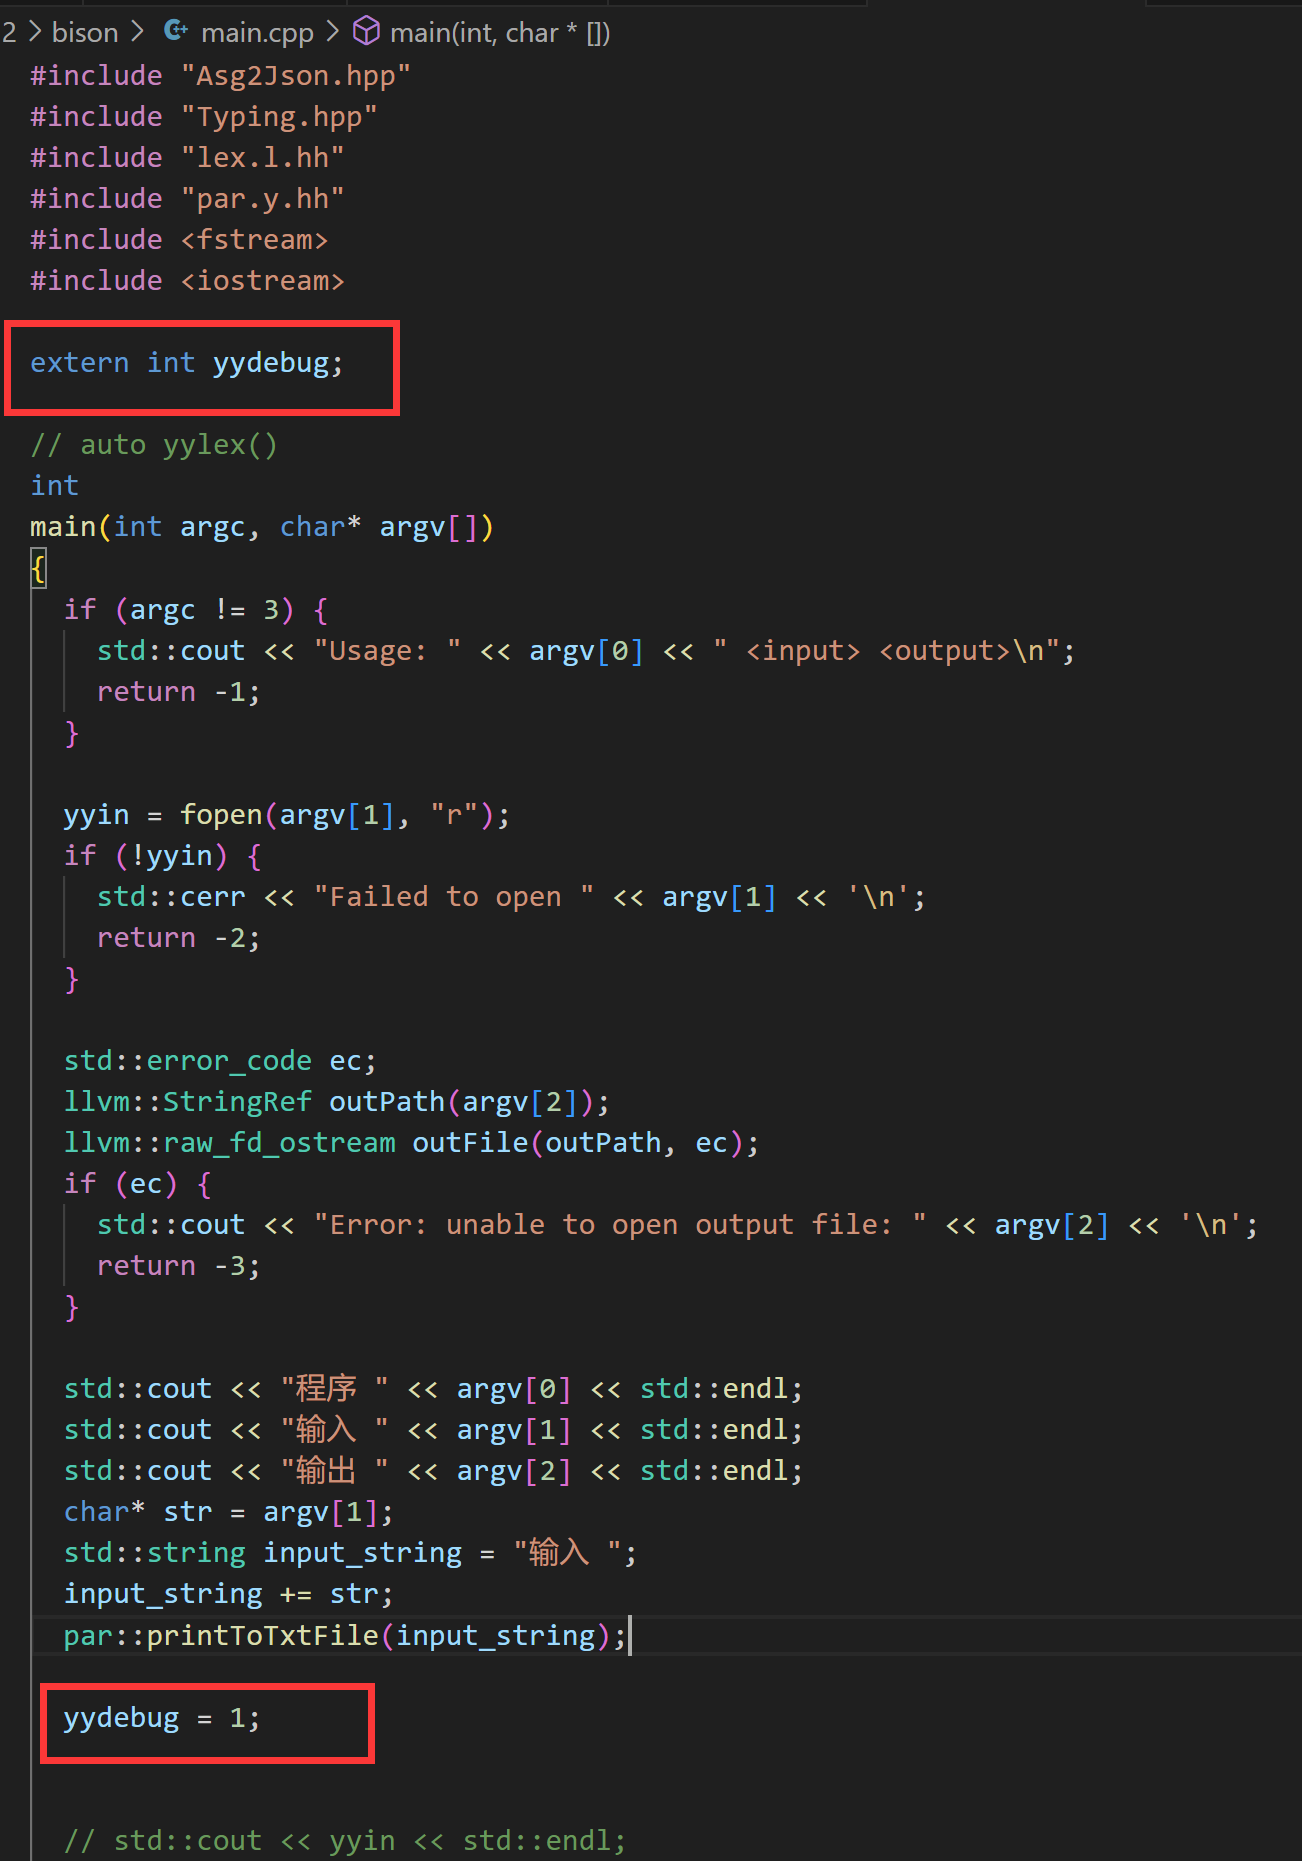 2 > bison > main.cpp > main(int, char * [])
#include "Asg2Json.hpp"
#include "Typing.hpp"
#include "lex.l.hh"
#include "par.y.hh"
#include <fstream>
#include <iostream>
extern int yydebug;
// auto yylex()
int
main(int argc, char* argv[])
{
if (argc != 3) {
std::cout << "Usage: " << argv[0] << " <input> <output>\n";
return -1;
}
yyin = fopen(argv[1], "r");
if (!yyin) {
std::cerr << "Failed to open " << argv[1] << '\n';
return -2;
}
std::error_code ec;
llvm::StringRef outPath(argv[2]);
llvm::raw_fd_ostream outFile(outPath, ec);
if (ec) {
std::cout << "Error: unable to open output file: " << argv[2] << '\n';
return -3;
}
std::cout << "程序 " << argv[0] << std::endl;
std::cout << "输入 " << argv[1] << std::endl;
std::cout << "输出 " << argv[2] << std::endl;
char* str = argv[1];
std::string input_string = "输入 ";
input_string += str;
par::printToTxtFile(input_string);
yydebug = 1;
// std::cout << yyin << std::endl;